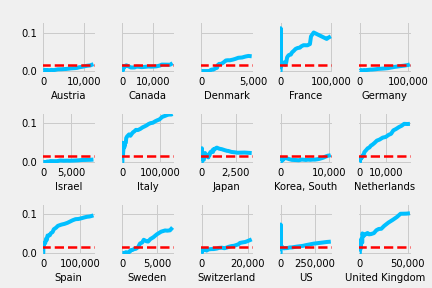 0.1
0.0
0 10,000 0 10,000 0 5,000 0 100,000 0 100,000
Austria Canada Denmark France Germany
0.1
0.0
0 5,000 0 100,000 0 2,500 0 10,000 0 10,000
Israel Italy Japan Korea, South Netherlands
0.1
0.0
0 100,000 0 5,000 0 20,000 0 250,000 0 50,000
Spain Sweden Switzerland US United Kingdom